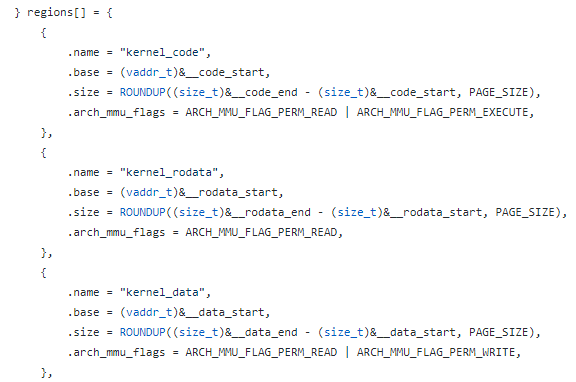 } regions[] = {
    {
        .name = "kernel_code",
        .base = (vaddr_t)&__code_start,
        .size = ROUNDUP((size_t)&__code_end - (size_t)&__code_start, PAGE_SIZE),
        .arch_mmu_flags = ARCH_MMU_FLAG_PERM_READ | ARCH_MMU_FLAG_PERM_EXECUTE,
    },
    {
        .name = "kernel_rodata",
        .base = (vaddr_t)&__rodata_start,
        .size = ROUNDUP((size_t)&__rodata_end - (size_t)&__rodata_start, PAGE_SIZE),
        .arch_mmu_flags = ARCH_MMU_FLAG_PERM_READ,
    },
    {
        .name = "kernel_data",
        .base = (vaddr_t)&__data_start,
        .size = ROUNDUP((size_t)&__data_end - (size_t)&__data_start, PAGE_SIZE),
        .arch_mmu_flags = ARCH_MMU_FLAG_PERM_READ | ARCH_MMU_FLAG_PERM_WRITE,
    },